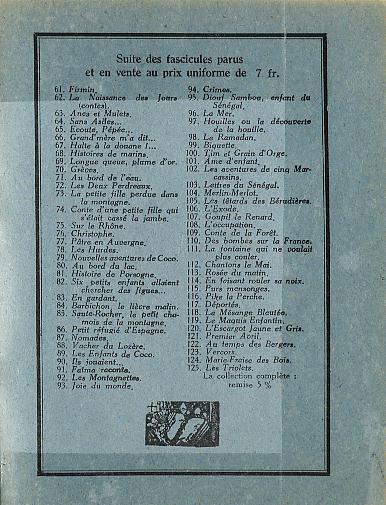 Suite des fascicules parus
et en vente au prix uniforme de 7 fr.
61. Firmin.
62. La Naissance des Jours
(contes).
63. Anes et Mulets.
64. Sans Asiles...
65. Ecoute, Pépée...
66. Grand'mère m'a dit...
67. Halte à la douane !...
68. Histoires de marins.
69. Longue queue, plume d'or.
70. Grèves.
71. Au bord de l'eau.
72. Les Deux Perdreaux.
73. La petite fille perdue dans
la montagne.
74. Conte d'une petite fille qui
s'était cassé la jambe.
75. Sur le Rhône.
76. Christophe.
77. Pâtre en Auvergne.
78. Les Hurdes.
79. Nouvelles aventures de Coco.
80. Au bord du lac.
81. Histoire de Porsogne.
82. Six petits enfants allaient
chercher des figues...
83. En gardant.
84. Barbichon, le lièvre malin.
85. Saute-Rocher, le petit cha-
mois de la montagne.
86. Petit réfugié d'Espagne.
87. Nomades.
88. Vacher du Lozère.
89. Les Enfants de Coco.
90. Ils jouaient...
91. Fatma raconte.
92. Les Montagnettes.
93. Joie du monde.
94. Crimes.
95. Diouf Sambou, enfant du
Sénégal.
96. La Mer.
97. Houilles ou la découverte
de la houille.
98. Le Ramadan.
99. Biquette.
100. Tim et Grain d'Orge.
101. Ame d'enfant.
102. Les aventures de cinq Mar-
cassins.
103. Lettres du Sénégal.
104. Merlin-Merlot.
105. Les têtards des Béradières.
106. L'Exode.
107. Goupil le Renard.
108. L'occupation.
109. Conte de la Forêt.
110. Des bombes sur la France.
111. La fontaine qui ne voulait
plus couler.
112. Chantons le Mai.
113. Rosée du matin.
114. En faisant rouler sa noix.
115. Furs mensonges.
116. Pike la Perche.
117. Déportés.
118. La Mésange Bleutée.
119. Le Maquis Enfantin.
120. L'Escargot Jaune et Gris.
121. Premier Avril.
122. Au temps des Bergers.
123. Vercors.
124. Marie-Fraise des Bois.
125. Les Triolets.
La collection complète :
remise 5 %